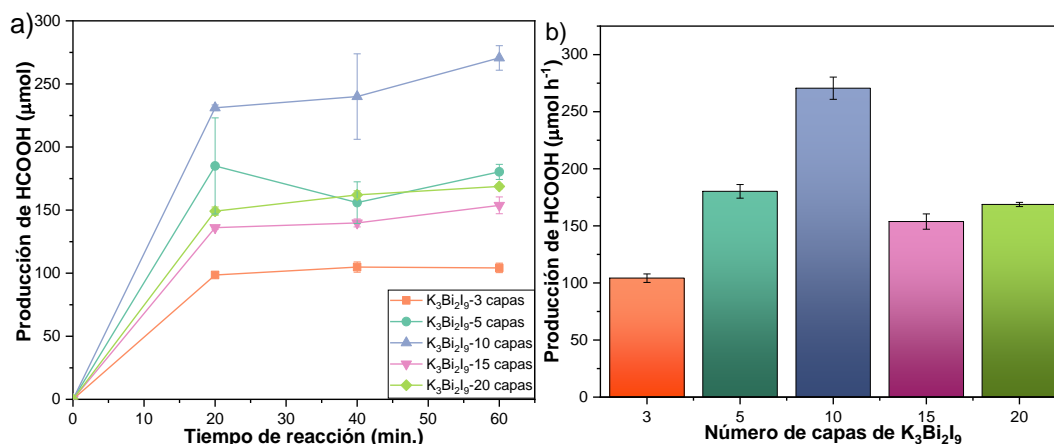 a)
Producción de HCOOH (μmol)
300
250
200
150
100
50
0
0 10 20 30 40 50 60
Tiempo de reacción (min.)
K₃Bi₂I₉-3 capas
K₃Bi₂I₉-5 capas
K₃Bi₂I₉-10 capas
K₃Bi₂I₉-15 capas
K₃Bi₂I₉-20 capas
b)
Producción de HCOOH (μmol h⁻¹)
300
250
200
150
100
50
0
3 5 10 15 20
Número de capas de K₃Bi₂I₉